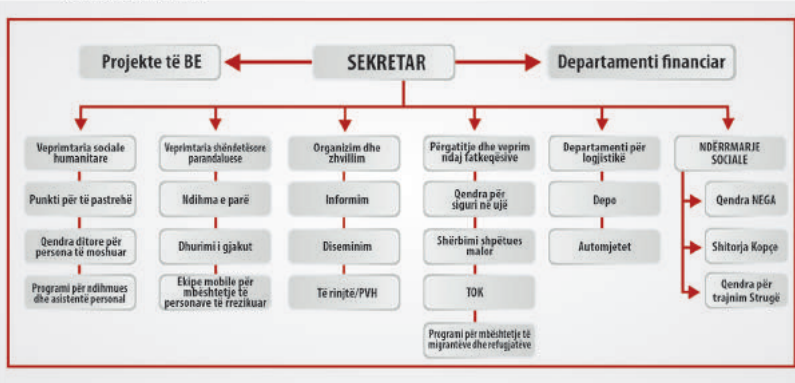 Projekte të BE
SEKRETAR
Departamenti financiar
Veprimtaria sociale
humanitare
Punkti për të pastrehë
Qendra ditore për
persona të moshuar
Programi për ndihmues
dhe asistentë personal
Veprimtaria shëndetësore
parandaluese
Ndihma e parë
Dhurimi i gjakut
Ekipe mobile për
mbështetje të
personave të rrezikuar
Organizim dhe
zhvillim
Informim
Diseminim
Të rinjtë/PVH
Përgatitje dhe veprim
ndaj fatkeqësive
Qendra për
siguri në ujë
Shërbimi shpëtues
malor
TOK
Programi për mbështetje të
migrantëve dhe refugjatëve
Departamenti për
logjistikë
Depo
Automjetet
NDËRRMARJE
SOCIALE
Qendra NEGA
Shitorja Kopçe
Qendra për
trajnim Strugë